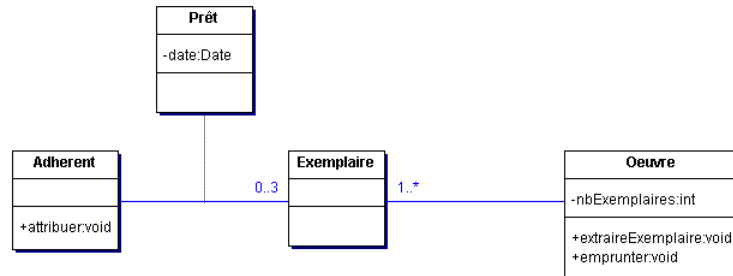 Prêt
-date:Date
Adherent
+attribuer:void
0..3
Exemplaire
1..*
Oeuvre
-nbExemplaires:int
+extraireExemplaire:void
+emprunter:void